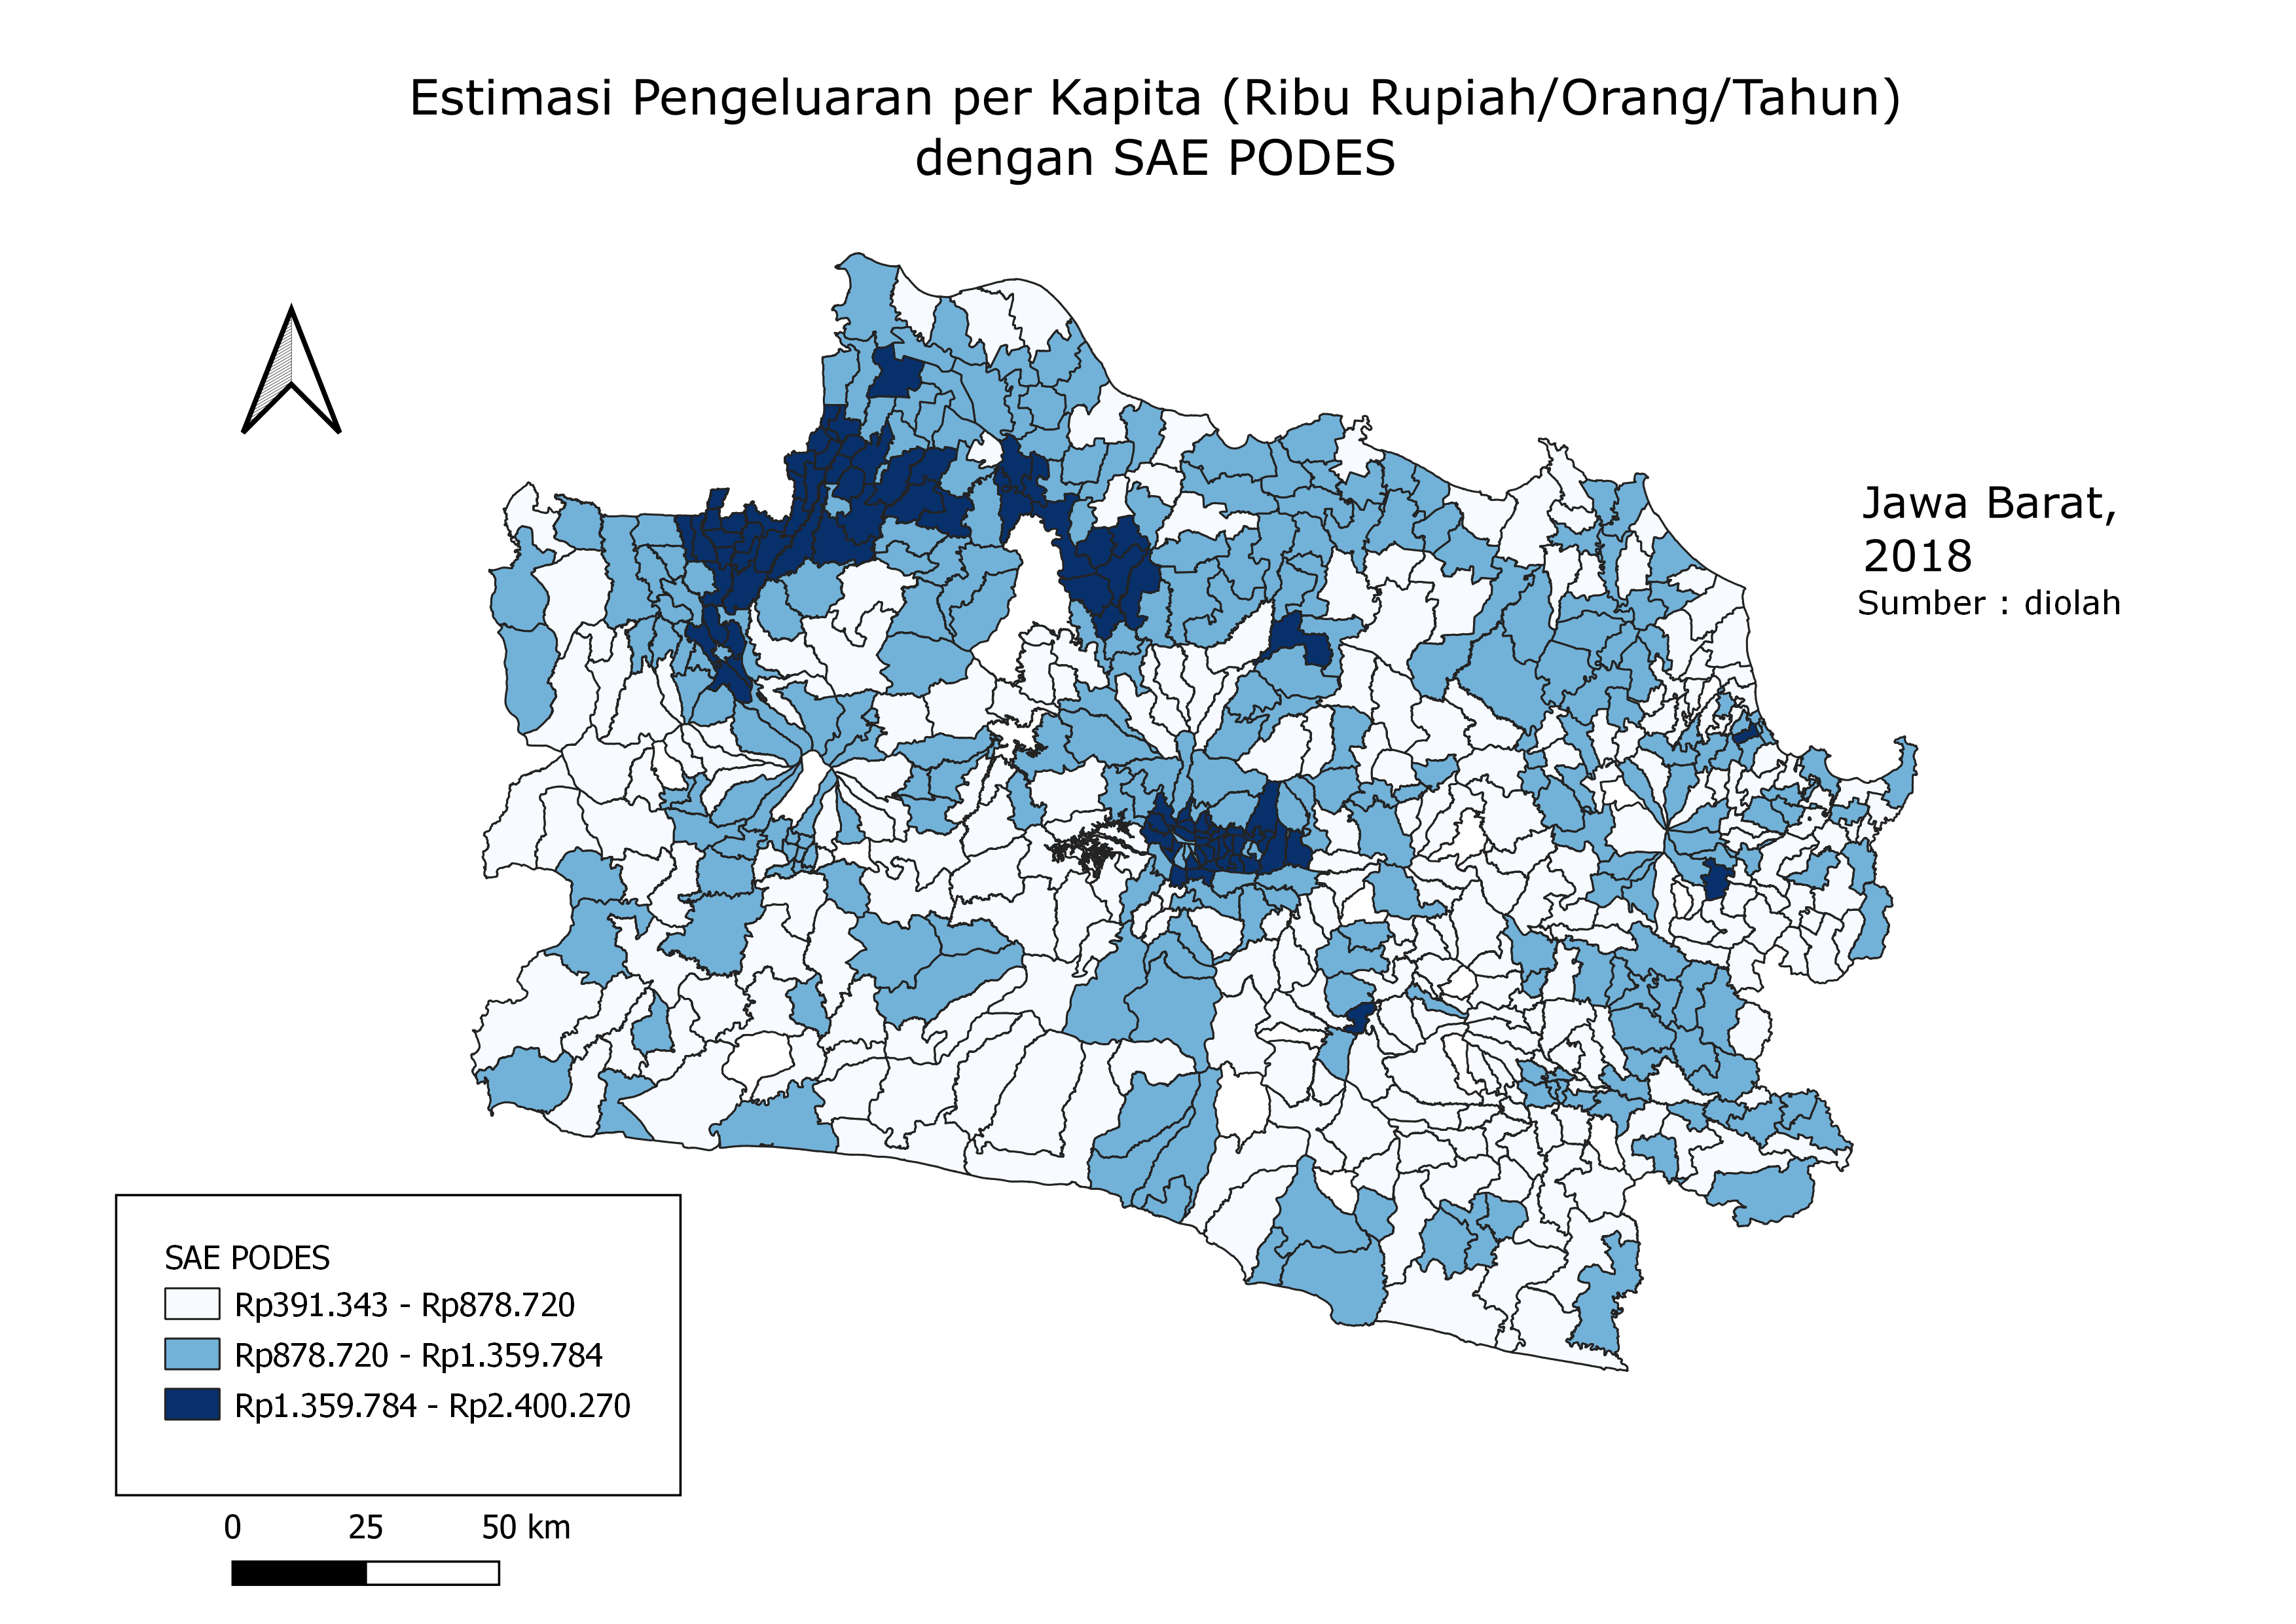 Estimasi Pengeluaran per Kapita (Ribu Rupiah/Orang/Tahun)
dengan SAE PODES
Jawa Barat,
2018
Sumber : diolah
SAE PODES
Rp391.343 - Rp878.720
Rp878.720 - Rp1.359.784
Rp1.359.784 - Rp2.400.270
0 25 50 km